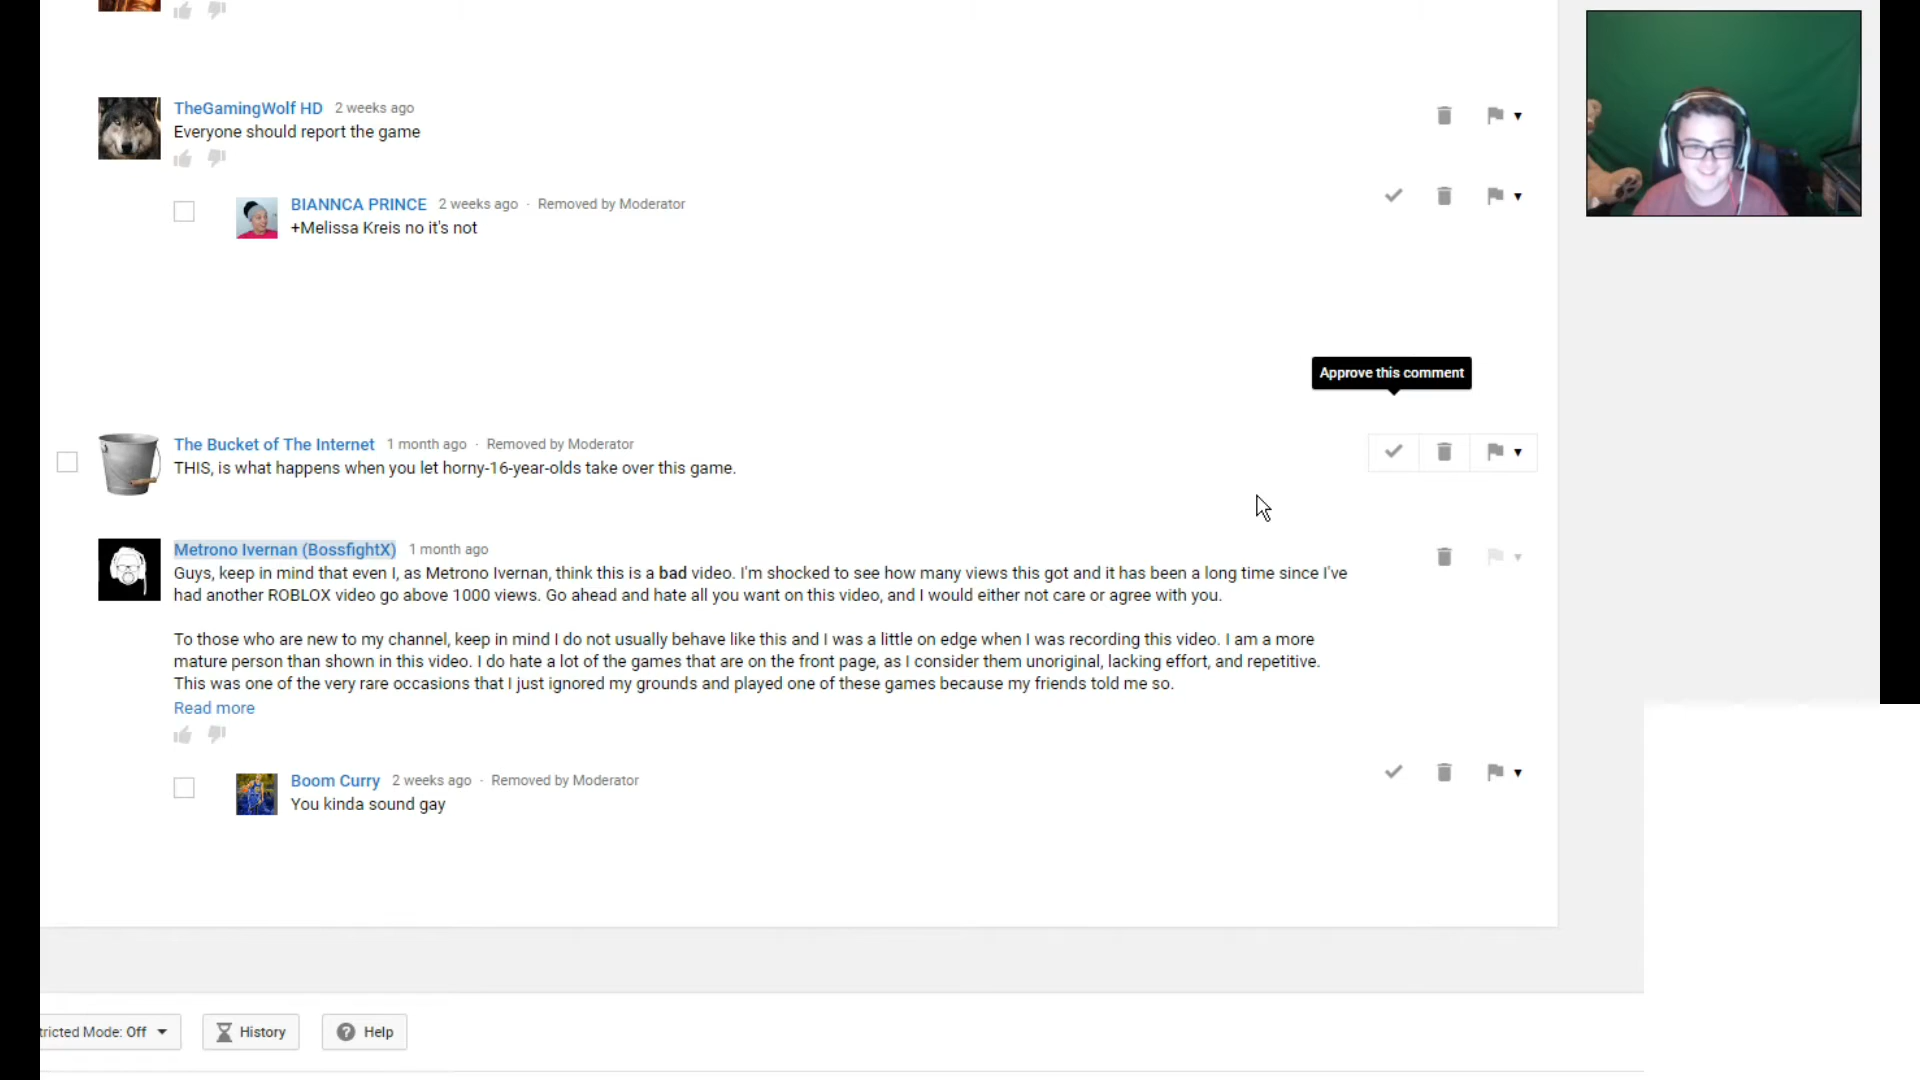 TheGamingWolf HD 2 weeks ago
Everyone should report the game
BIANNCA PRINCE 2 weeks ago · Removed by Moderator
+Melissa Kreis no it's not
Approve this comment
The Bucket of The Internet 1 month ago · Removed by Moderator
THIS, is what happens when you let horny-16-year-olds take over this game.
Metrono Ivernan (BossfightX) 1 month ago
Guys, keep in mind that even I, as Metrono Ivernan, think this is a bad video. I'm shocked to see how many views this got and it has been a long time since I've
had another ROBLOX video go above 1000 views. Go ahead and hate all you want on this video, and I would either not care or agree with you.
To those who are new to my channel, keep in mind I do not usually behave like this and I was a little on edge when I was recording this video. I am a more
mature person than shown in this video. I do hate a lot of the games that are on the front page, as I consider them unoriginal, lacking effort, and repetitive.
This was one of the very rare occasions that I just ignored my grounds and played one of these games because my friends told me so.
Read more
Boom Curry 2 weeks ago · Removed by Moderator
You kinda sound gay
tricted Mode: Off History Help